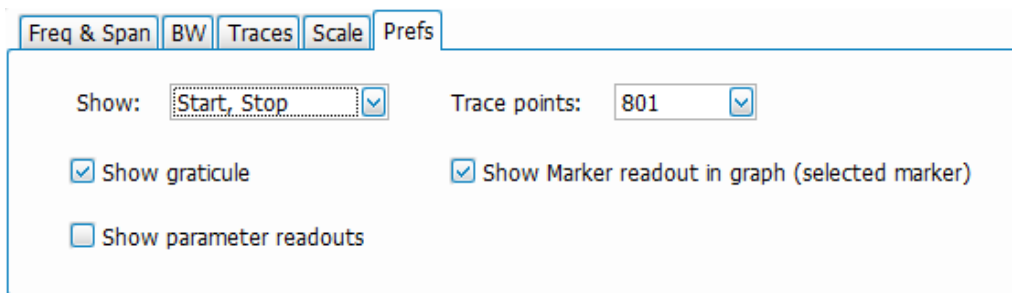 Freq & Span BW Traces Scale Prefs
Show: Start, Stop Trace points: 801
Show graticule Show Marker readout in graph (selected marker)
Show parameter readouts